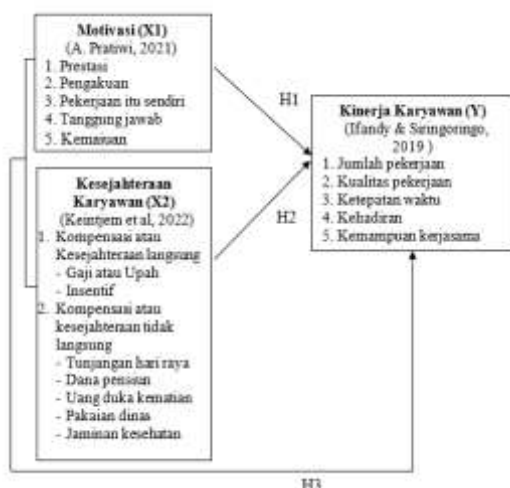 Motivasi (X1)
(A. Pratiwi, 2021)
1. Prestasi
2. Pengakuan
3. Pekerjaan itu sendiri
4. Tanggung jawab
5. Kemajuan
Kesejahteraan
Karyawan (X2)
(Keintjem et al, 2022)
1. Kompensasi atau
Kesejahteraan langsung
- Gaji atau Upah
- Insentif
2. Kompensasi atau
kesejahteraan tidak
langsung
- Tunjangan hari raya
- Dana pensiun
- Uang duka kematian
- Pakaian dinas
- Jaminan kesehatan
H1
H2
Kinerja Karyawan (Y)
(Ifandy & Siringoringo,
2019 )
1. Jumlah pekerjaan
2. Kualitas pekerjaan
3. Ketepatan waktu
4. Kehadiran
5. Kemampuan kerjasama
H3